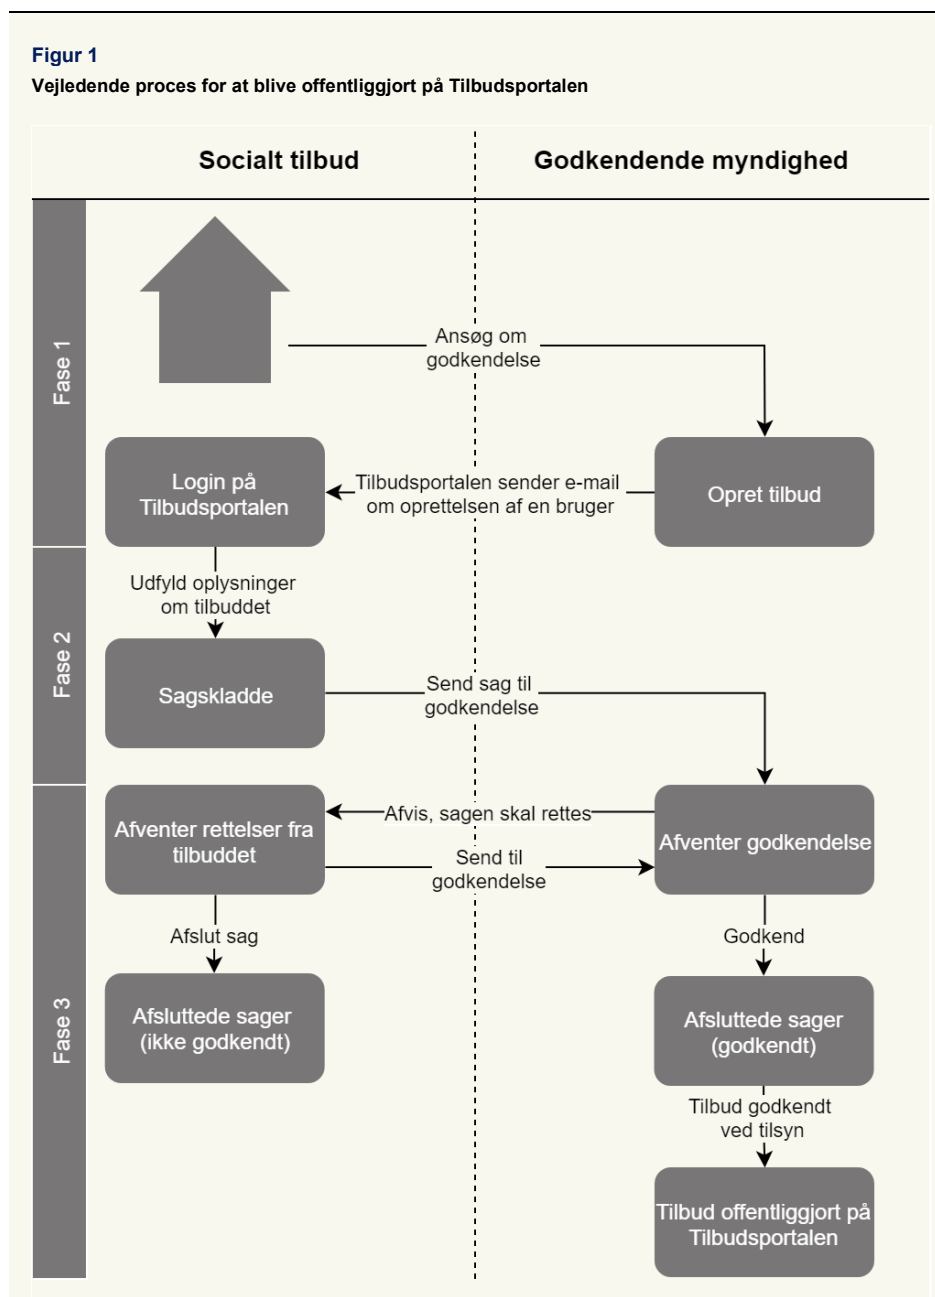 Figur 1
Vejledende proces for at blive offentliggjort på Tilbudsportalen
Socialt tilbud
Godkendende myndighed
Fase 1
Ansøg om
godkendelse
Login på
Tilbudsportalen
Tilbudsportalen sender e-mail
om oprettelsen af en bruger
Opret tilbud
Fase 2
Udfyld oplysninger
om tilbuddet
Sagskladde
Send sag til
godkendelse
Fase 3
Afventer rettelser fra
tilbuddet
Afvis, sagen skal rettes
Send til
godkendelse
Afventer godkendelse
Afslut sag
Godkend
Afsluttede sager
(ikke godkendt)
Afsluttede sager
(godkendt)
Tilbud godkendt
ved tilsyn
Tilbud offentliggjort på
Tilbudsportalen